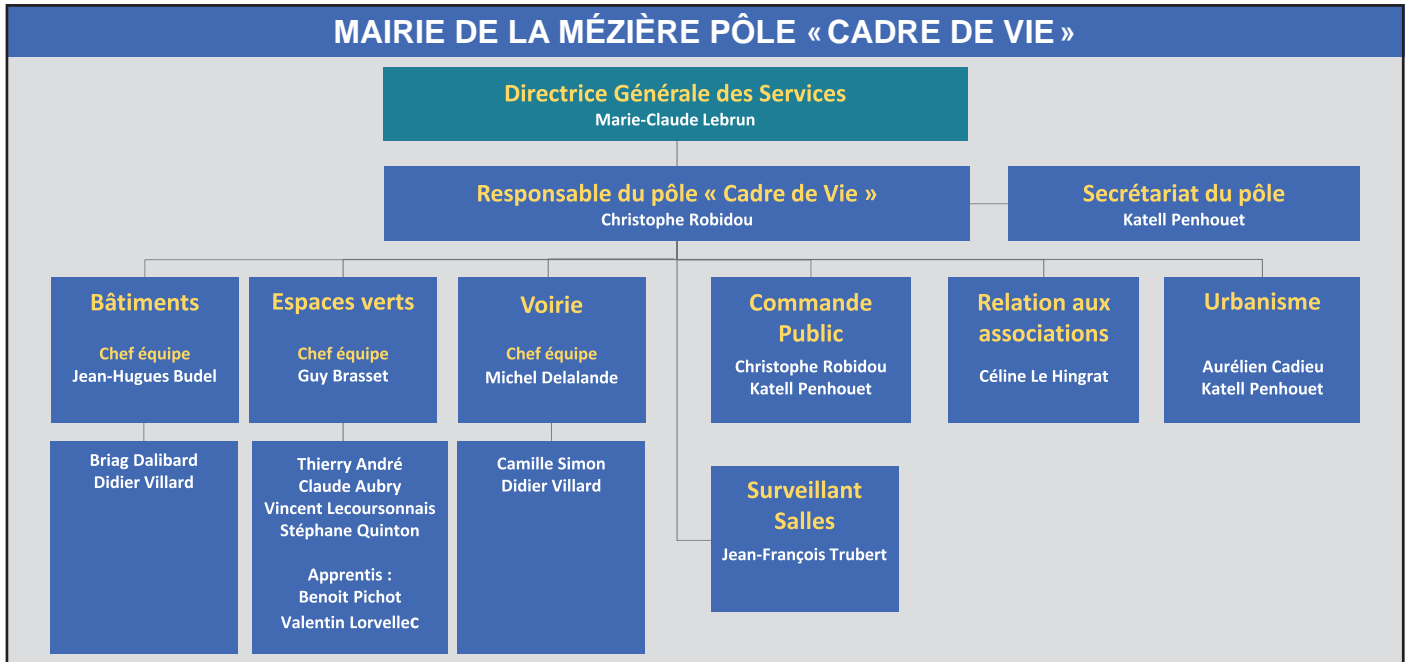 MAIRIE DE LA MÉZIÈRE PÔLE « CADRE DE VIE »
Directrice Générale des Services
Marie-Claude Lebrun
Responsable du pôle « Cadre de Vie »
Christophe Robidou
Secrétariat du pôle
Katell Penhouet
Bâtiments
Chef équipe
Jean-Hugues Budel
Espaces verts
Chef équipe
Guy Brasset
Voirie
Chef équipe
Michel Delalande
Commande
Public
Christophe Robidou
Katell Penhouet
Relation aux
associations
Céline Le Hingrat
Urbanisme
Aurélien Cadieu
Katell Penhouet
Briag Dalibard
Didier Villard
Thierry André
Claude Aubry
Vincent Lecoursonnais
Stéphane Quinton
Apprentis :
Benoit Pichot
Valentin Lorvellec
Camille Simon
Didier Villard
Surveillant
Salles
Jean-François Trubert